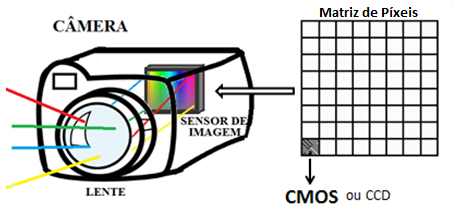 CÂMERA
Matriz de Píxeis
SENSOR DE
IMAGEM
LENTE
CMOS ou CCD